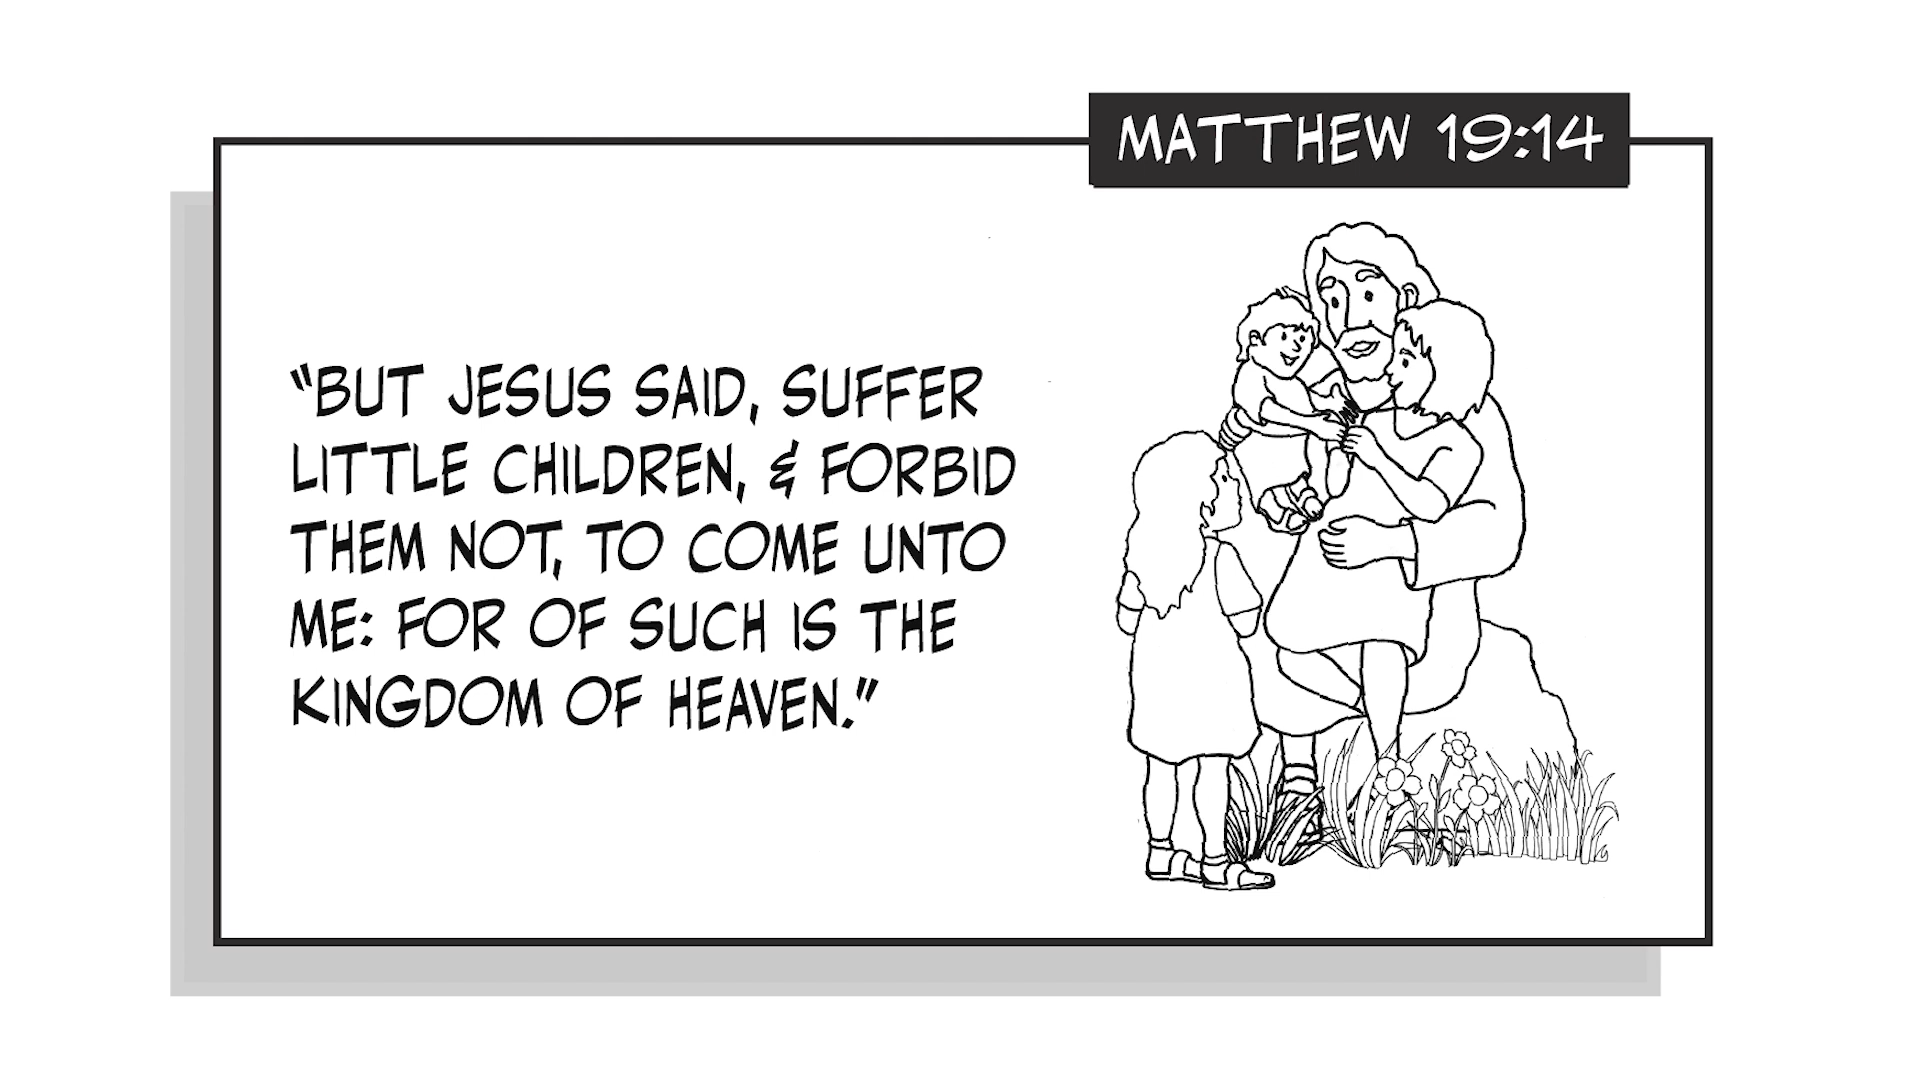 MATTHEW 19:14
"BUT JESUS SAID, SUFFER
LITTLE CHILDREN, & FORBID
THEM NOT, TO COME UNTO
ME: FOR OF SUCH IS THE
KINGDOM OF HEAVEN."